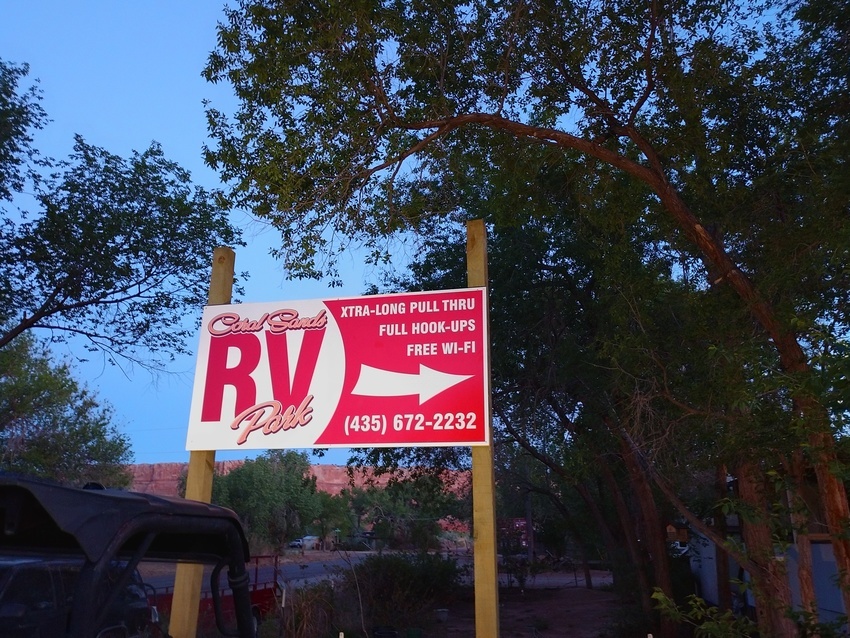 Coral Sands
RV
Park
XTRA-LONG PULL THRU
FULL HOOK-UPS
FREE WI-FI
(435) 672-2232